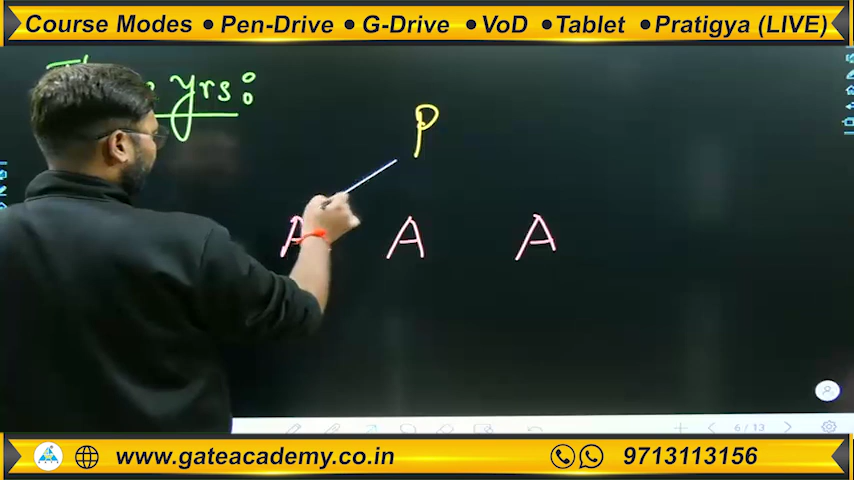 Course Modes • Pen-Drive • G-Drive • VoD • Tablet • Pratigya (LIVE)
yrs:
P
A A A
6 / 13
www.gateacademy.co.in 9713113156